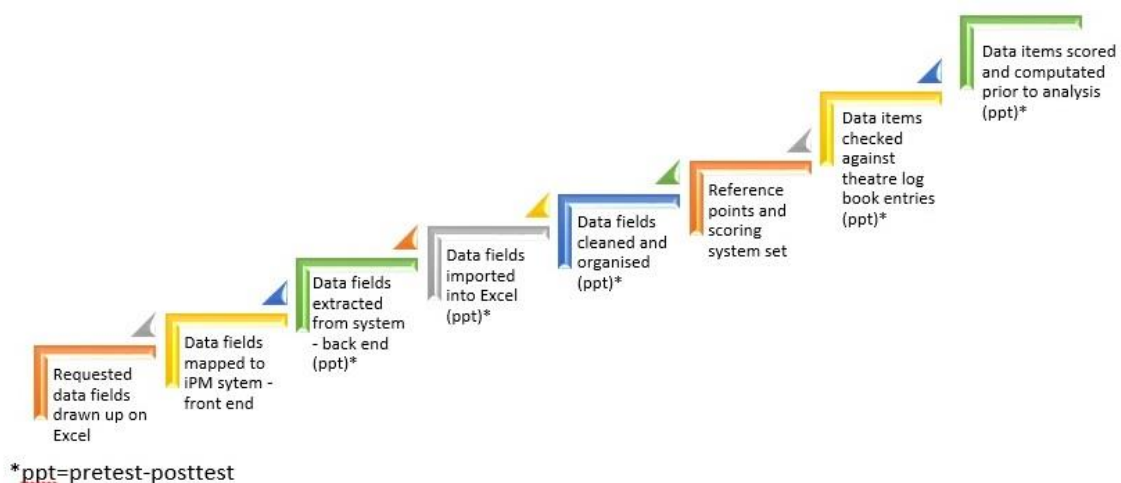 Requested
data fields
drawn up on
Excel
Data fields
mapped to
iPM sytem -
front end
Data fields
extracted
from system
- back end
(ppt)*
Data fields
imported
into Excel
(ppt)*
Data fields
cleaned and
organised
(ppt)*
Reference
points and
scoring
system set
Data items
checked
against
theatre log
book entries
(ppt)*
Data items scored
and computated
prior to analysis
(ppt)*
*ppt=pretest-posttest